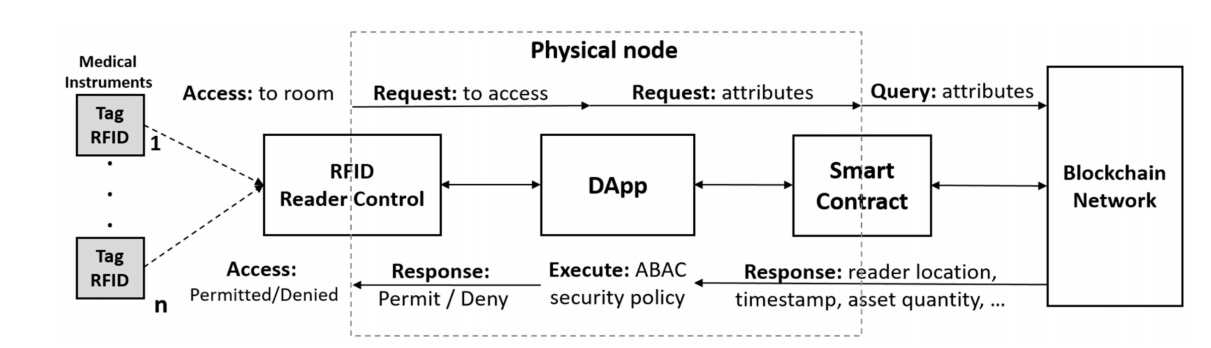 Physical node
Medical
Instruments
Tag
RFID
1
Access: to room
Request: to access
Request: attributes
Query: attributes
RFID
Reader Control
DApp
Smart
Contract
Blockchain
Network
Tag
RFID
n
Access:
Permitted/Denied
Response:
Permit / Deny
Execute: ABAC
security policy
Response: reader location,
timestamp, asset quantity, ...